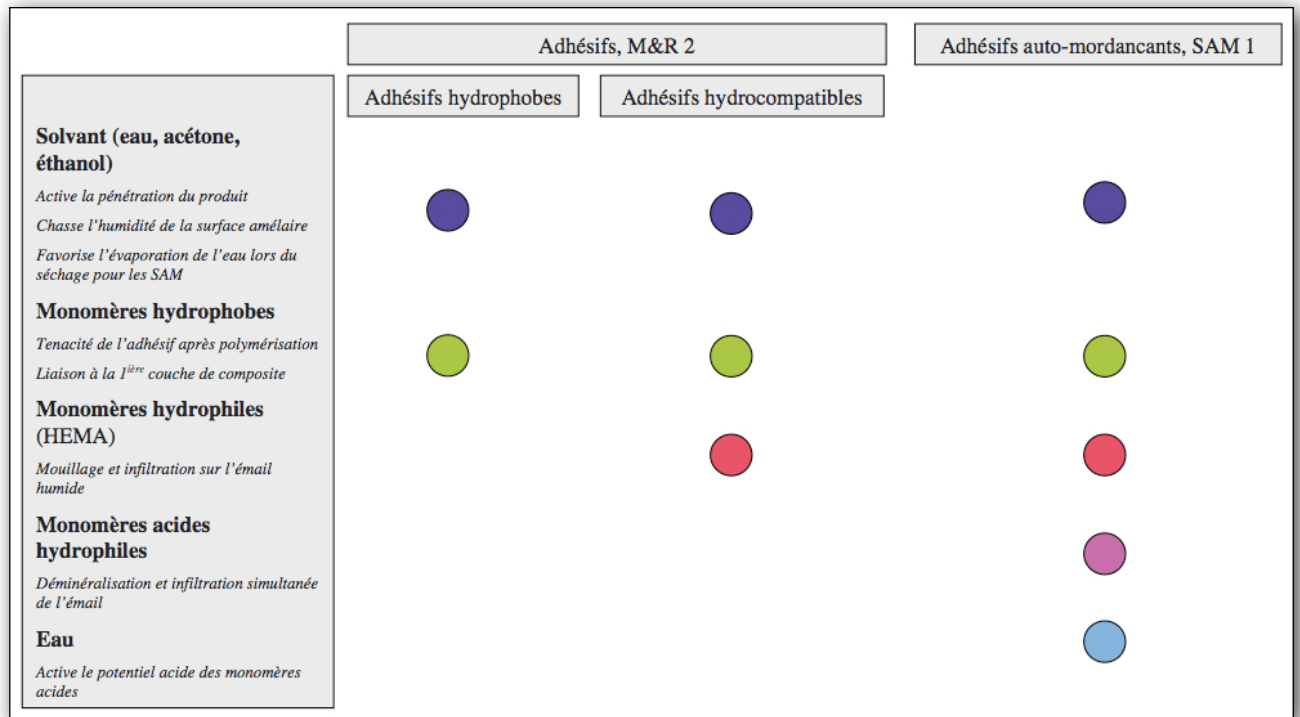 Adhésifs, M&R 2
Adhésifs auto-mordancants, SAM 1
Adhésifs hydrophobes
Adhésifs hydrocompatibles
Solvant (eau, acétone,
éthanol)
Active la pénétration du produit
Chasse l'humidité de la surface amélaire
Favorise l'évaporation de l'eau lors du
séchage pour les SAM
Monomères hydrophobes
Tenacité de l'adhésif après polymérisation
Liaison à la 1ière couche de composite
Monomères hydrophiles
(HEMA)
Mouillage et infiltration sur l'émail
humide
Monomères acides
hydrophiles
Déminéralisation et infiltration simultanée
de l'émail
Eau
Active le potentiel acide des monomères
acides